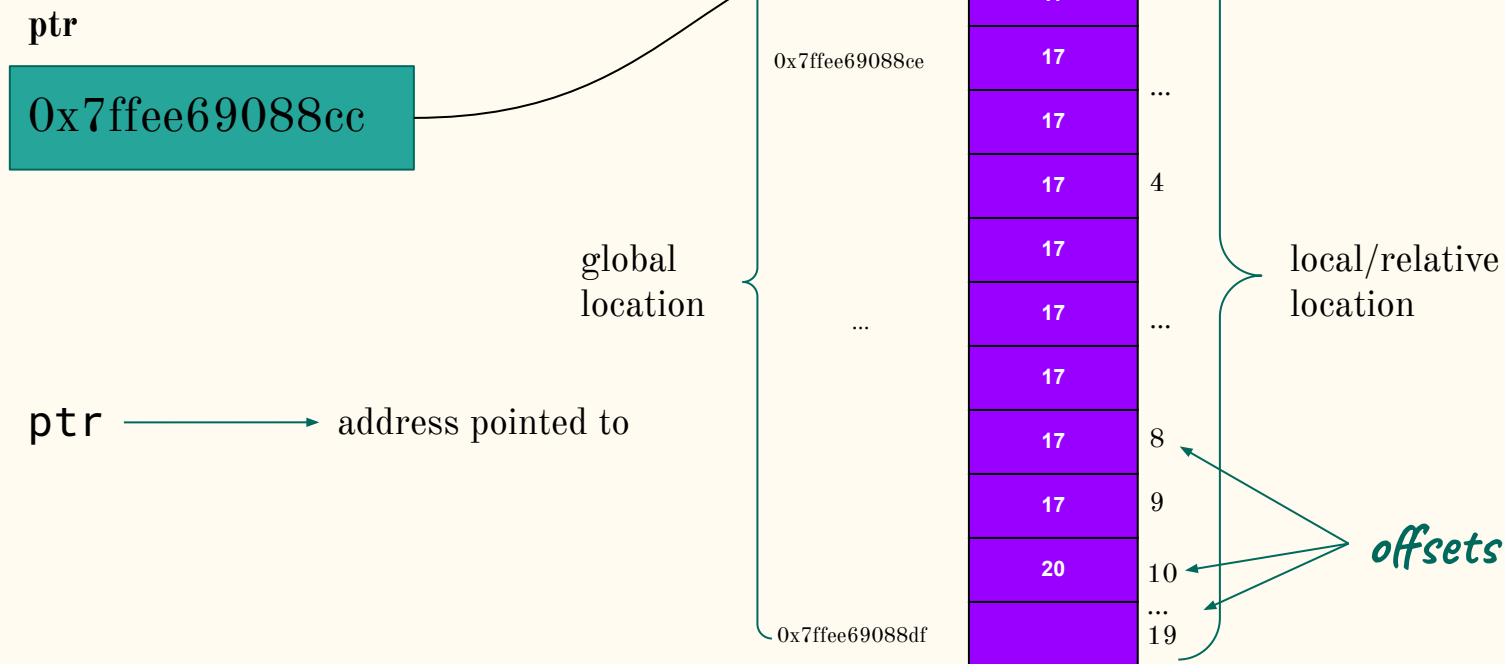 ptr
0x7ffee69088cc
global
location
ptr
address pointed to
0x7ffee69088ce
...
0x7ffee69088df
17
17
17
17
17
17
17
17
20
...
4
...
8
9
10
...
19
local/relative
location
offsets